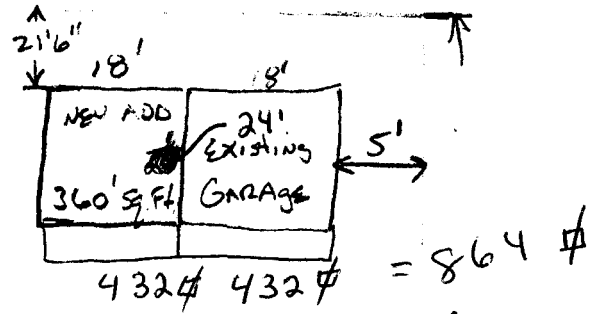 21'6"
18' 18'
NEW ADD
24'
EXISTING
5'
360' Sq Ft
GARAGE
432 432 = 864